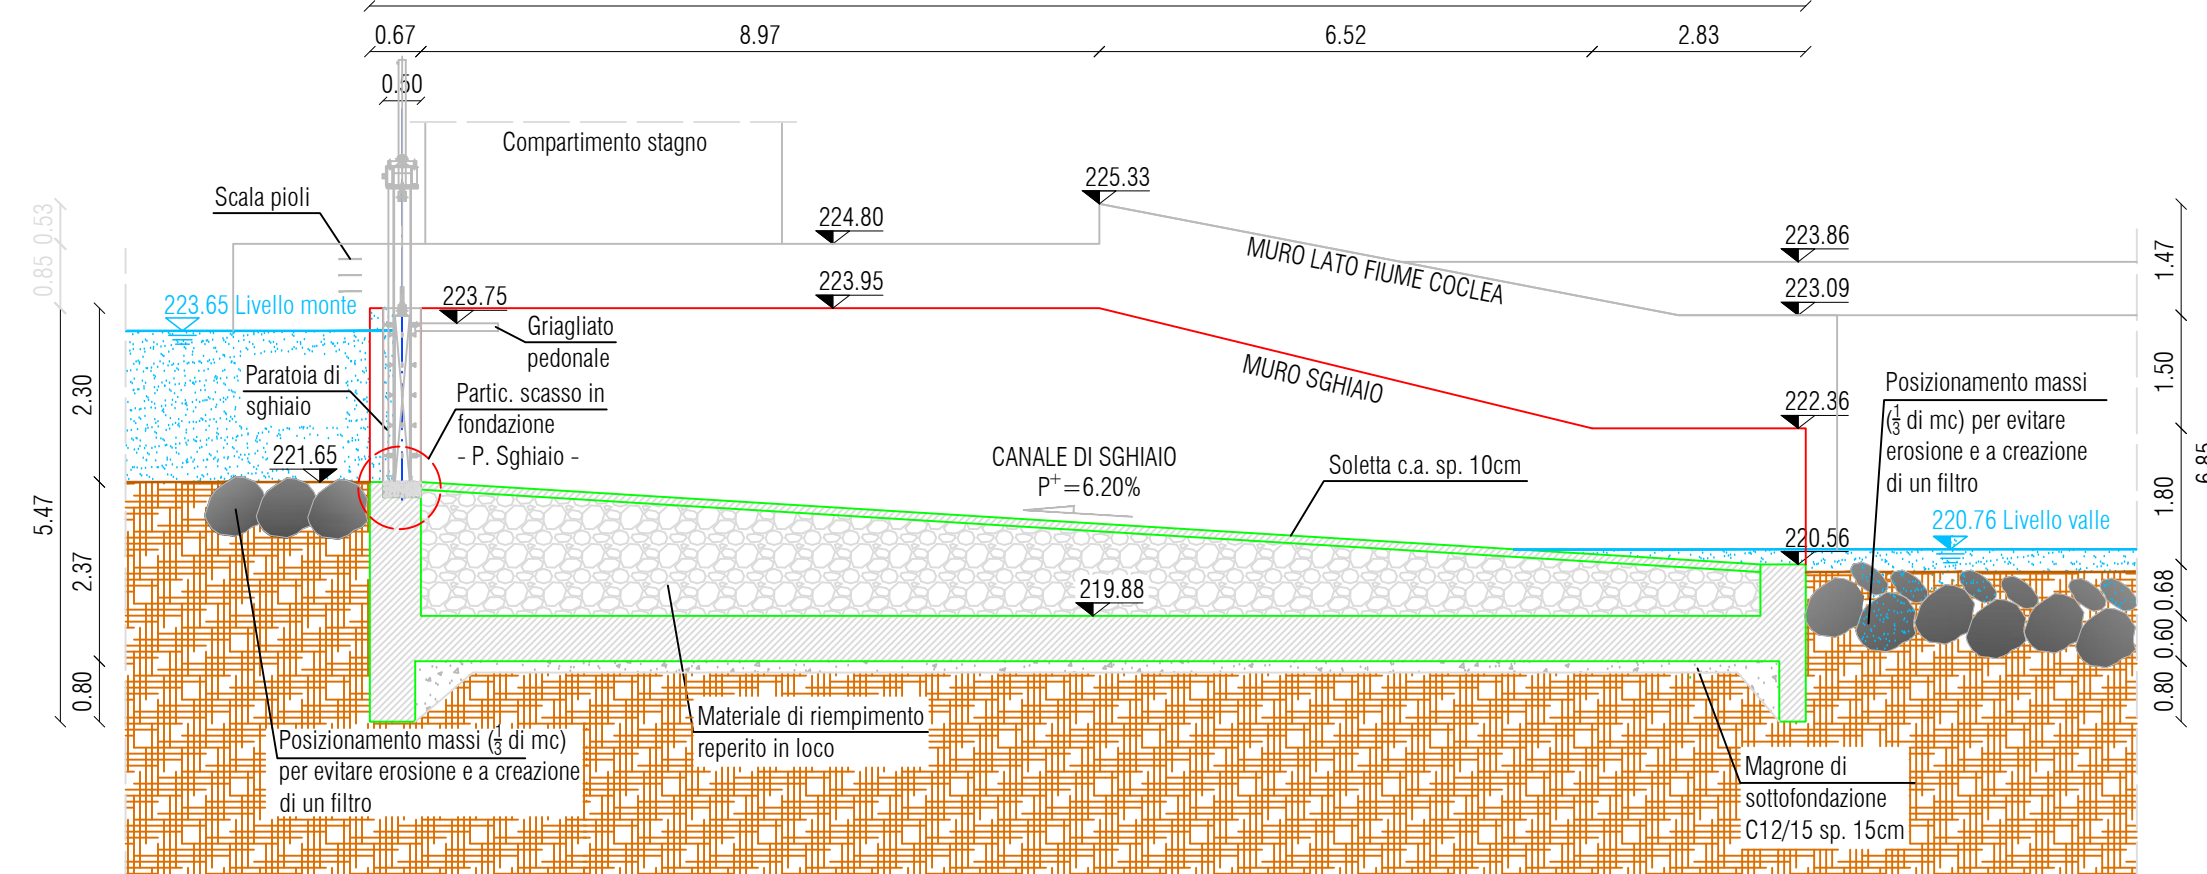 0.67
8.97
6.52
2.83
0.50
Compartimento stagno
Scala pioli
225.33
224.80
223.86
223.95
223.75
223.09
223.65 Livello monte
Griagliato
pedonale
MURO LATO FIUME COCLEA
MURO SGHIAIO
222.36
Paratoia di
sghiaio
Partic. scasso in
fondazione
- P. Sghiaio -
221.65
CANALE DI SGHIAIO
P+=6.20%
Soletta c.a. sp. 10cm
Posizionamento massi
(1/3 di mc) per evitare
erosione e a creazione
di un filtro
220.76 Livello valle
220.56
219.88
Materiale di riempimento
reperito in loco
Posizionamento massi (1/3 di mc)
per evitare erosione e a creazione
di un filtro
Magrone di
sottofondazione
C12/15 sp. 15cm
0.53
0.85
2.30
2.37
0.80
5.47
1.47
1.50
1.80
0.68
0.60
0.80
6.85